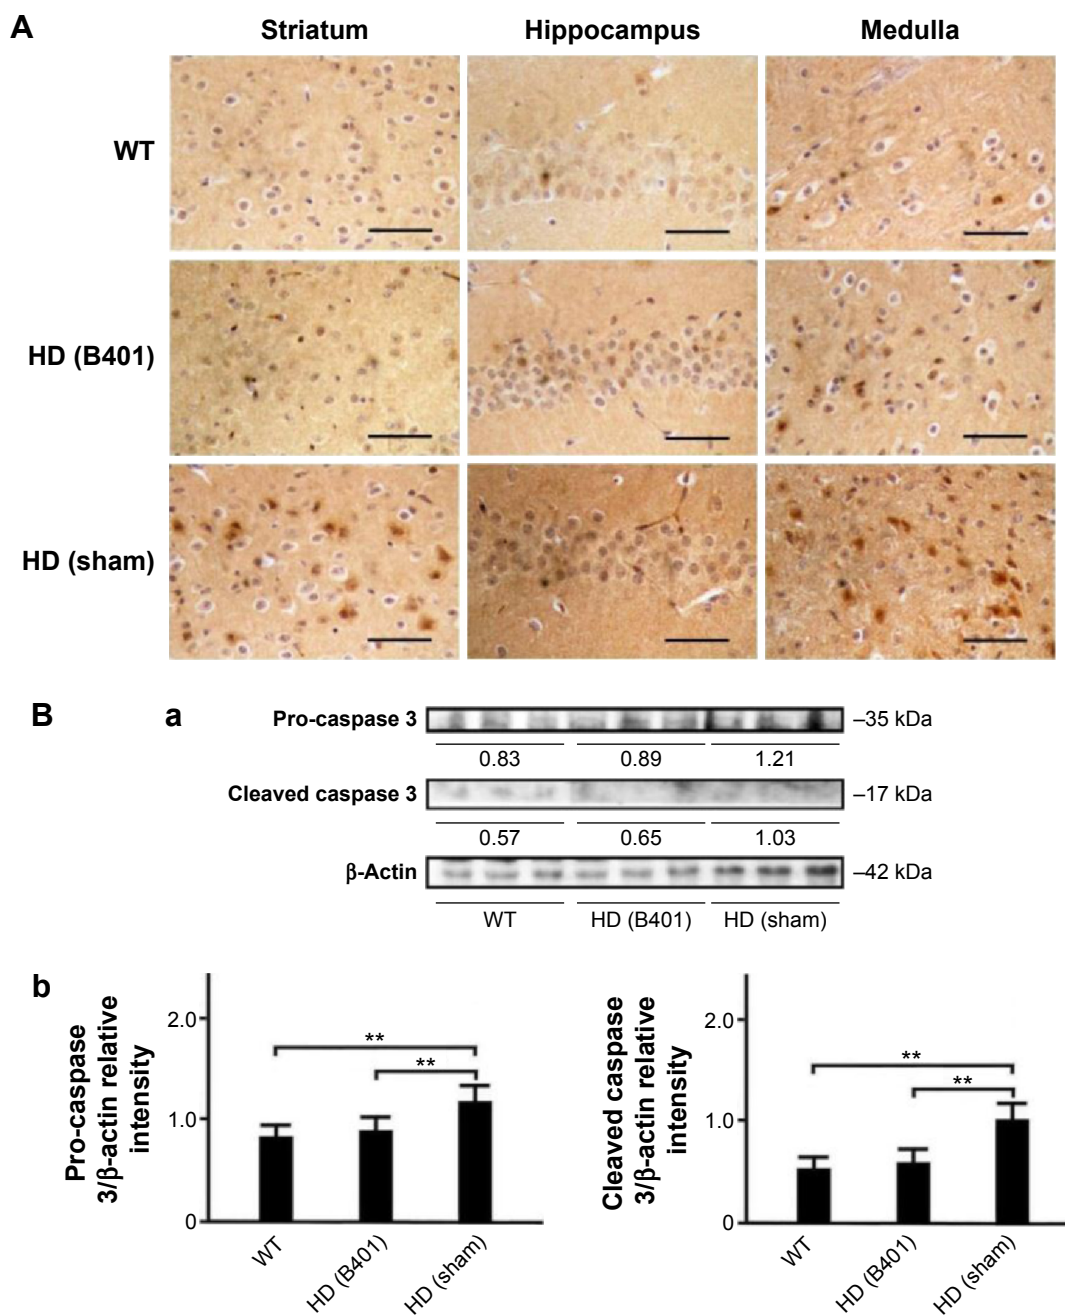 A
Striatum Hippocampus Medulla
WT
HD (B401)
HD (sham)
B a
Pro-caspase 3 –35 kDa
0.83 0.89 1.21
Cleaved caspase 3 –17 kDa
0.57 0.65 1.03
β-Actin –42 kDa
WT HD (B401) HD (sham)
b
Pro-caspase
3/β-actin relative
intensity
2.0
1.0
0
**
**
WT
HD (B401)
HD (sham)
Cleaved caspase
3/β-actin relative
intensity
2.0
1.0
0
**
**
WT
HD (B401)
HD (sham)